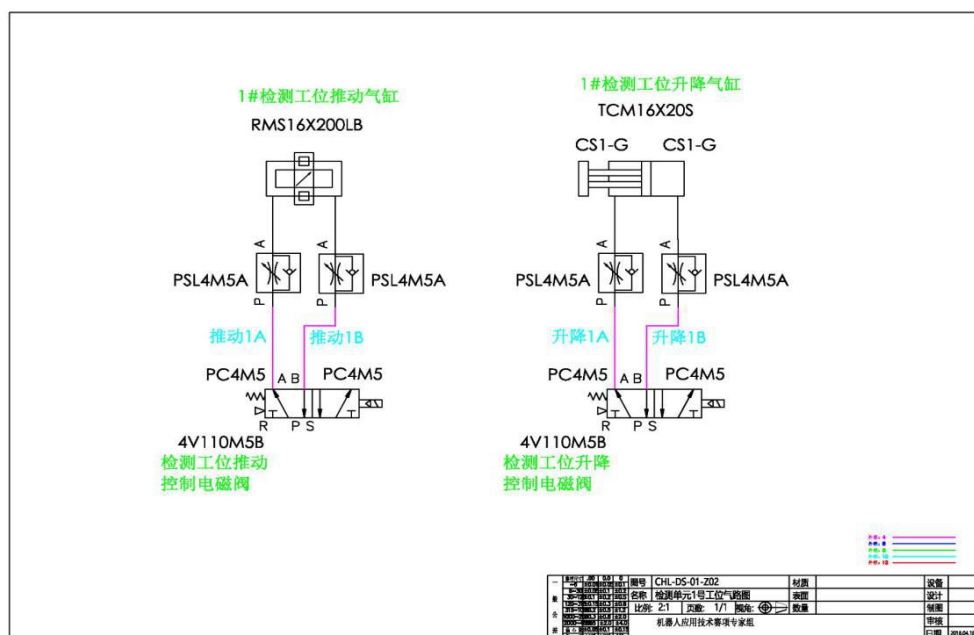 1#检测工位推动气缸
RMS16X200LB
A
A
PSL4M5A
PSL4M5A
P
P
推动1A
推动1B
PC4M5
A B
PC4M5
R
P S
4V110M5B
检测工位推动
控制电磁阀
1#检测工位升降气缸
TCM16X20S
CS1-G
CS1-G
A
A
PSL4M5A
PSL4M5A
P
P
升降1A
升降1B
PC4M5
A B
PC4M5
R
P S
4V110M5B
检测工位升降
控制电磁阀
图号 CHL-DS-01-Z02 材质 设备
名称 检测单元1号工位气路图 表面 设计
比例: 2:1 页数: 1/1 视角: 数量 制图
机器人应用技术赛项专家组 审核
日期